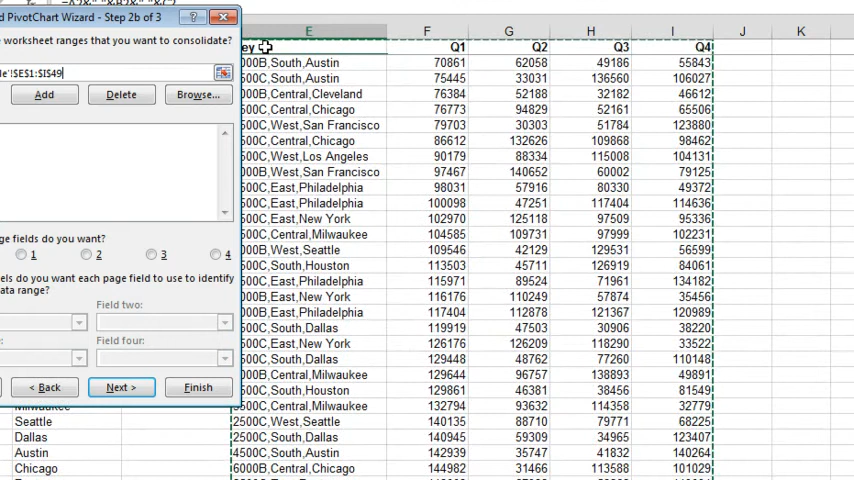 =A2&","&B2&","&C2
d PivotChart Wizard - Step 2b of 3
e worksheet ranges that you want to consolidate?
le'!$E$1:$I$49
Add Delete Browse...
ge fields do you want?
1 2 3 4
els do you want each page field to use to identify
ata range?
Field two:
Field four:
< Back Next > Finish
E F G H I J K
ey Q1 Q2 Q3 Q4
000B,South,Austin 70861 62058 49186 55843
500C,South,Austin 75445 33031 136560 106027
000B,Central,Cleveland 76384 52188 32182 46612
500C,Central,Chicago 76773 94829 52161 65506
500C,West,San Francisco 79703 30303 51784 123880
500C,Central,Chicago 86612 132626 109868 98462
500C,West,Los Angeles 90179 88334 115008 104131
000B,West,San Francisco 97467 140652 60002 79125
500C,East,Philadelphia 98031 57916 80330 49372
500C,East,Philadelphia 100098 47251 117404 114636
500C,East,New York 102970 125118 97509 95336
500C,Central,Milwaukee 104585 109731 97999 102231
000B,West,Seattle 109546 42129 129531 56599
500C,South,Houston 113503 45711 126919 84061
500C,East,Philadelphia 115971 89524 71961 134182
000B,East,New York 116176 110249 57874 35456
000B,East,Philadelphia 117404 112878 121367 120989
500C,South,Dallas 119919 47503 30906 38220
500C,East,New York 126176 126209 118290 33522
500C,South,Dallas 129448 48762 77260 110148
000B,Central,Milwaukee 129644 96757 138893 49891
500C,South,Houston 129861 46381 38456 81549
Milwaukee 3500C,Central,Milwaukee 132794 93632 114358 32779
Seattle 2500C,West,Seattle 140135 88710 79771 68225
Dallas 2500C,South,Dallas 140945 59309 34965 123407
Austin 4500C,South,Austin 142939 35747 41832 140264
Chicago 6000B,Central,Chicago 144982 31466 113588 101029